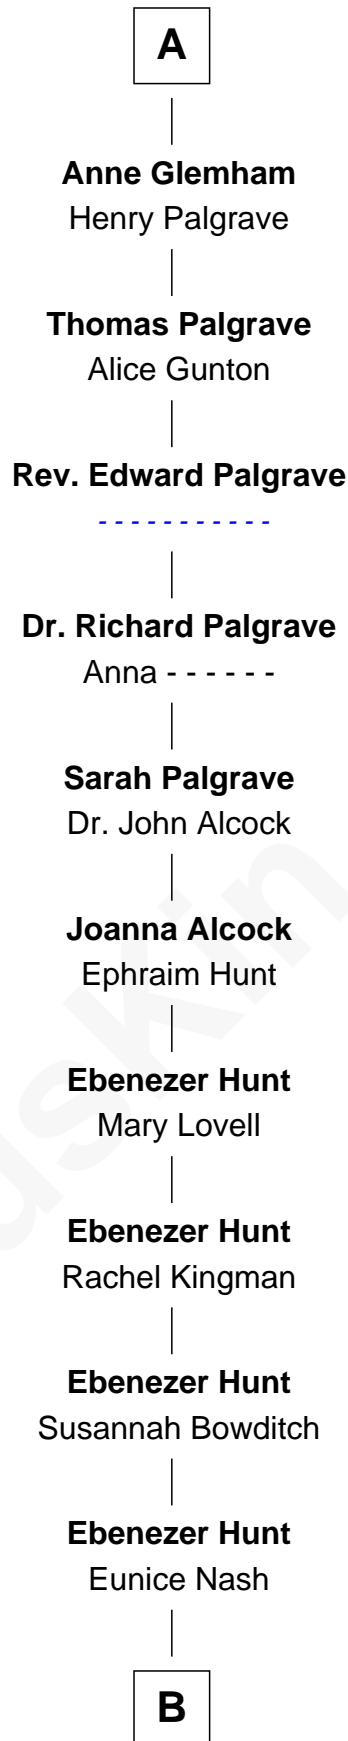 A
Anne Glemham
Henry Palgrave
Thomas Palgrave
Alice Gunton
Rev. Edward Palgrave
- - - - - - - - - - -
Dr. Richard Palgrave
Anna - - - - - -
Sarah Palgrave
Dr. John Alcock
Joanna Alcock
Ephraim Hunt
Ebenezer Hunt
Mary Lovell
Ebenezer Hunt
Rachel Kingman
Ebenezer Hunt
Susannah Bowditch
Ebenezer Hunt
Eunice Nash
B